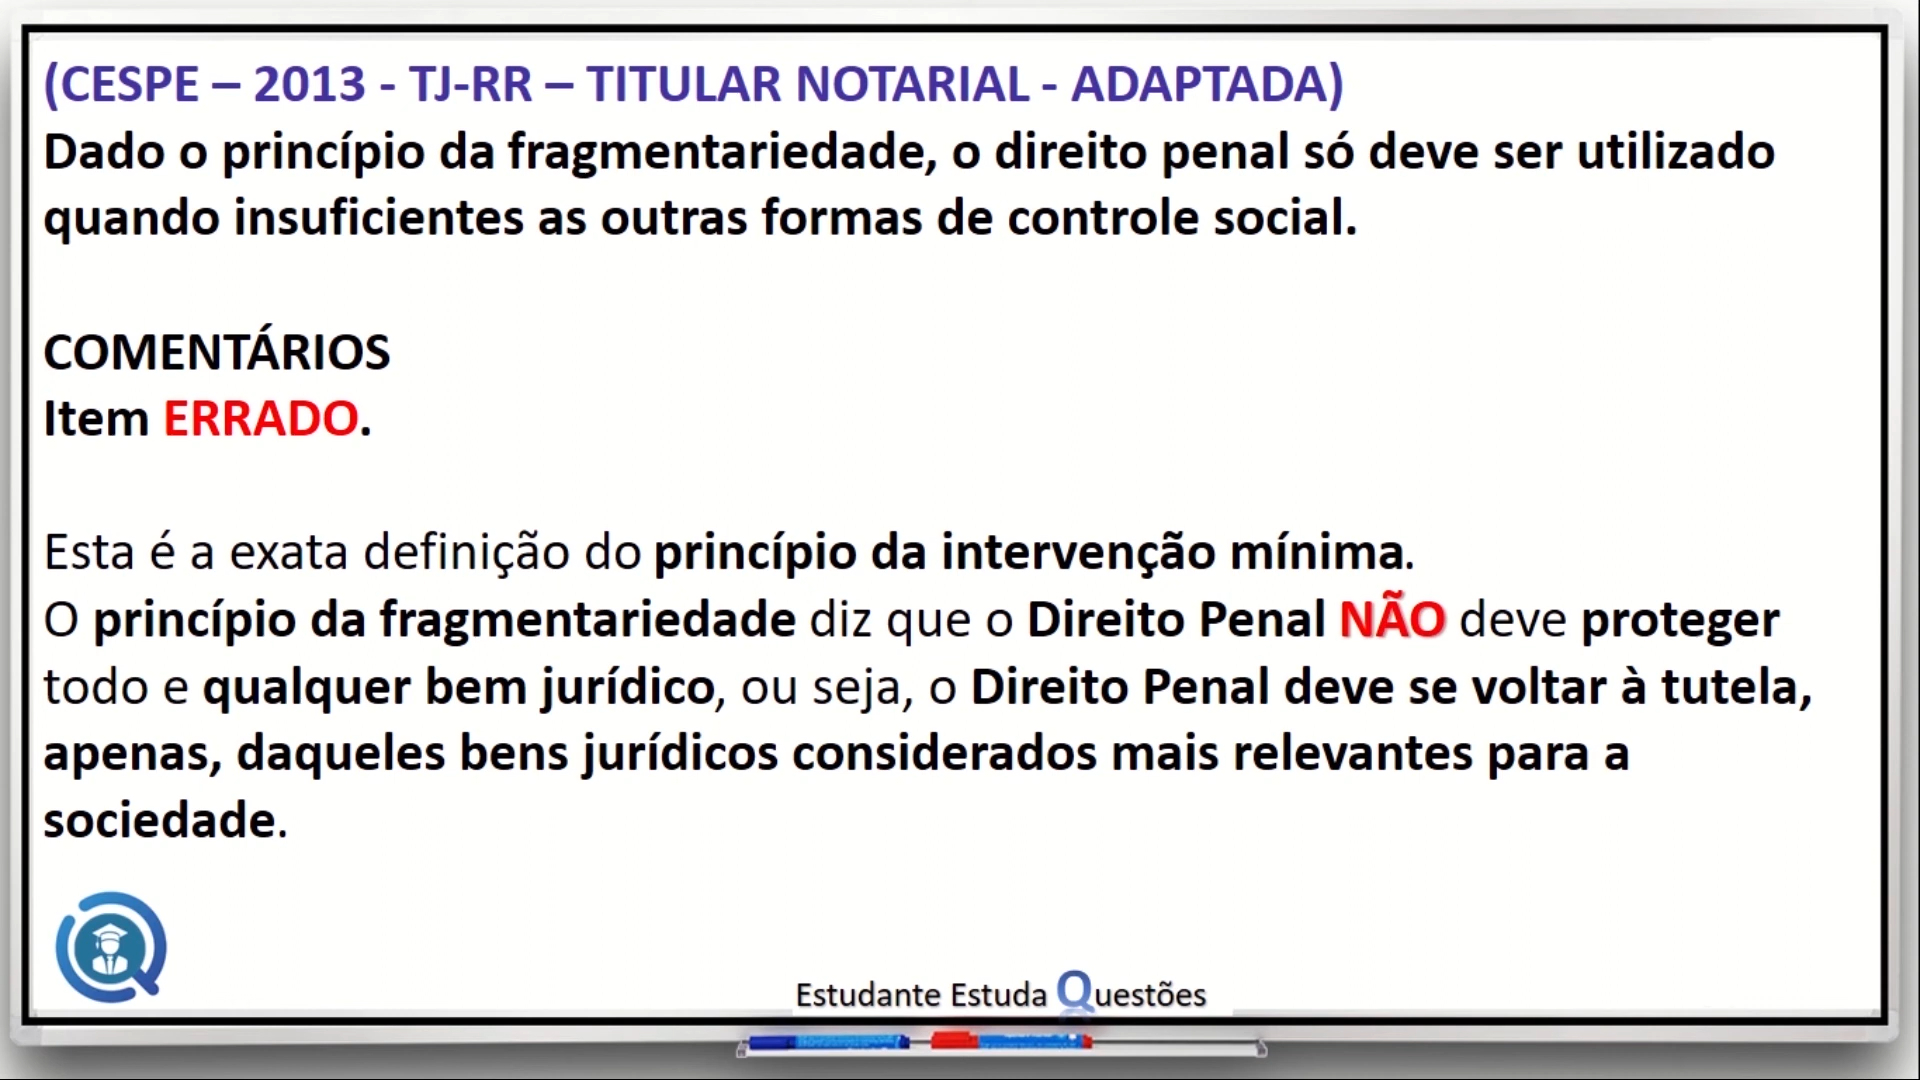 (CESPE – 2013 - TJ-RR – TITULAR NOTARIAL - ADAPTADA)
Dado o princípio da fragmentariedade, o direito penal só deve ser utilizado
quando insuficientes as outras formas de controle social.
COMENTÁRIOS
Item ERRADO.
Esta é a exata definição do princípio da intervenção mínima.
O princípio da fragmentariedade diz que o Direito Penal NÃO deve proteger
todo e qualquer bem jurídico, ou seja, o Direito Penal deve se voltar à tutela,
apenas, daqueles bens jurídicos considerados mais relevantes para a
sociedade.
Estudante Estuda Questões